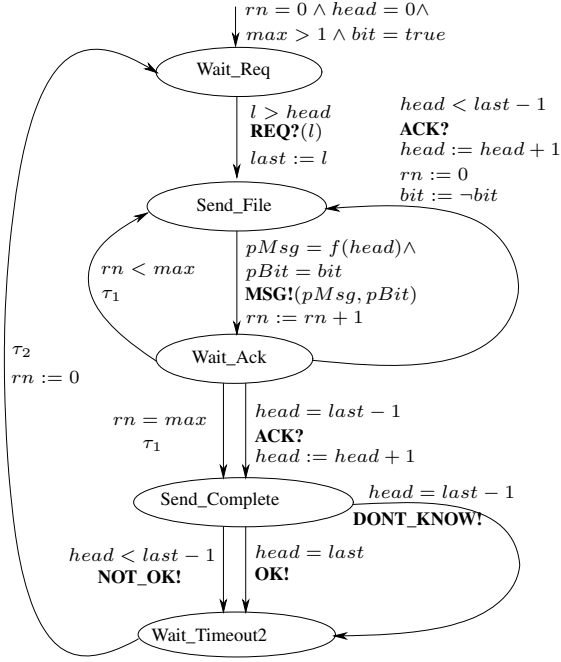 rn = 0 ∧ head = 0∧
max > 1 ∧ bit = true
Wait_Req
l > head
REQ?(l)
last := l
head < last − 1
ACK?
head := head + 1
rn := 0
bit := ¬bit
Send_File
rn < max
τ₁
pMsg = f(head)∧
pBit = bit
MSG!(pMsg, pBit)
rn := rn + 1
τ₂
rn := 0
Wait_Ack
rn = max
τ₁
head = last − 1
ACK?
head := head + 1
Send_Complete
head = last − 1
DONT_KNOW!
head < last − 1
NOT_OK!
head = last
OK!
Wait_Timeout2